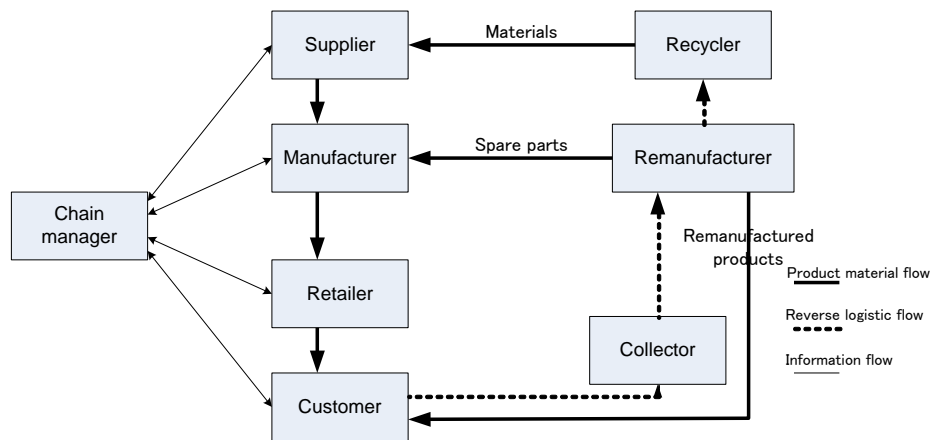 Supplier
Materials
Recycler
Manufacturer
Spare parts
Remanufacturer
Chain
manager
Remanufactured
products
Product material flow
Retailer
Reverse logistic flow
Collector
Information flow
Customer